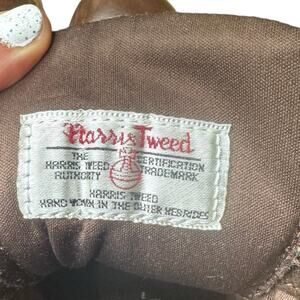 Harris Tweed
THE CERTIFICATION
HARRIS TWEED TRADEMARK
AUTHORITY
HARRIS TWEED
HAND WOVEN IN THE OUTER HEBRIDES